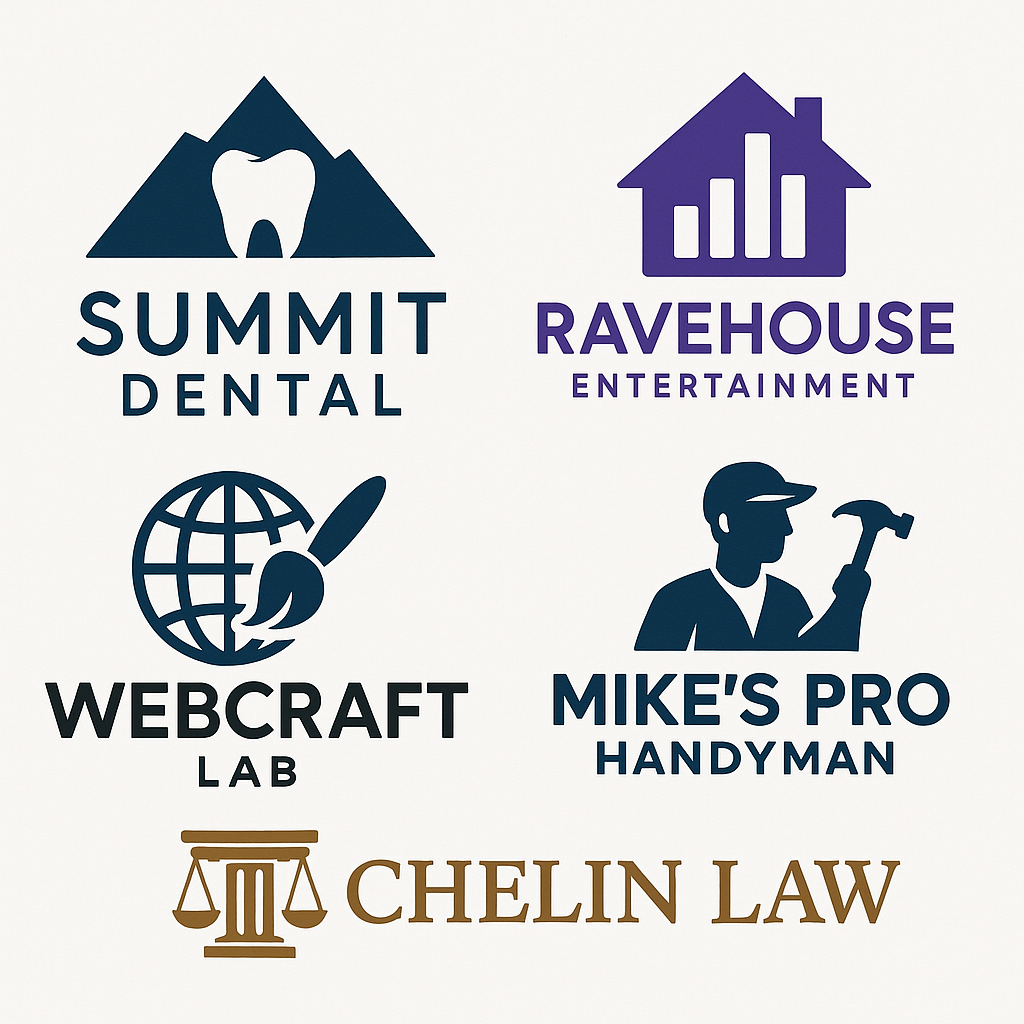 SUMMIT
DENTAL
RAVEHOUSE
ENTERTAINMENT
WEBCRAFT
LAB
MIKE'S PRO
HANDYMAN
CHELIN LAW